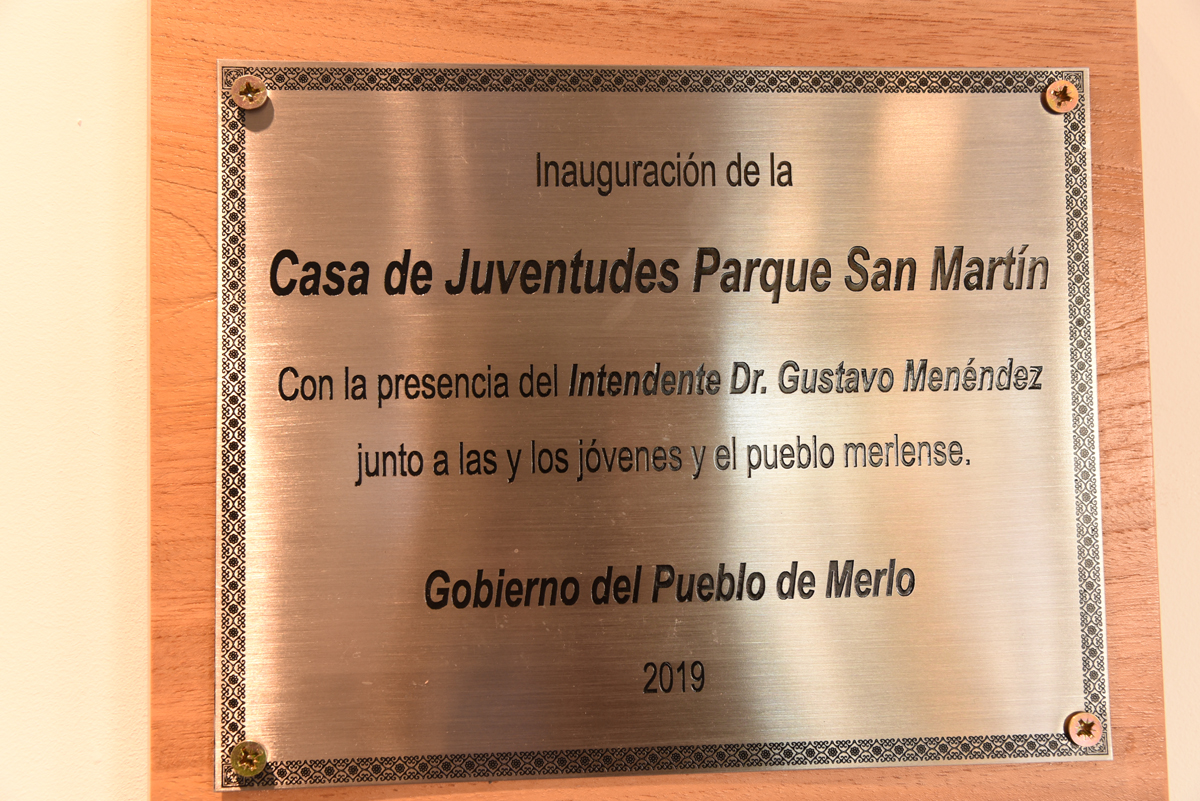 Inauguración de la
Casa de Juventudes Parque San Martín
Con la presencia del Intendente Dr. Gustavo Menéndez
junto a las y los jóvenes y el pueblo merlense.
Gobierno del Pueblo de Merlo
2019